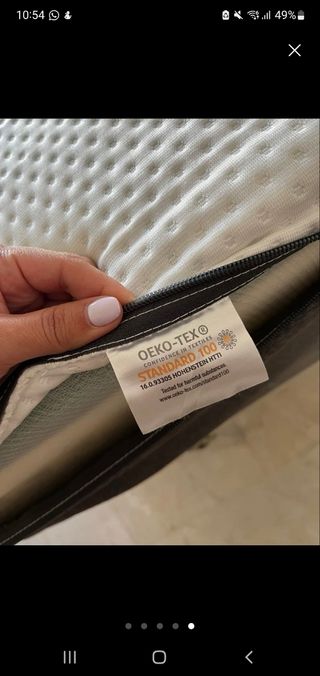 10:54
49%
OEKO-TEX®
CONFIDENCE IN TEXTILES
STANDARD 100
16.0.93305 HOHENSTEIN HTTI
Tested for harmful substances
www.oeko-tex.com/standard100